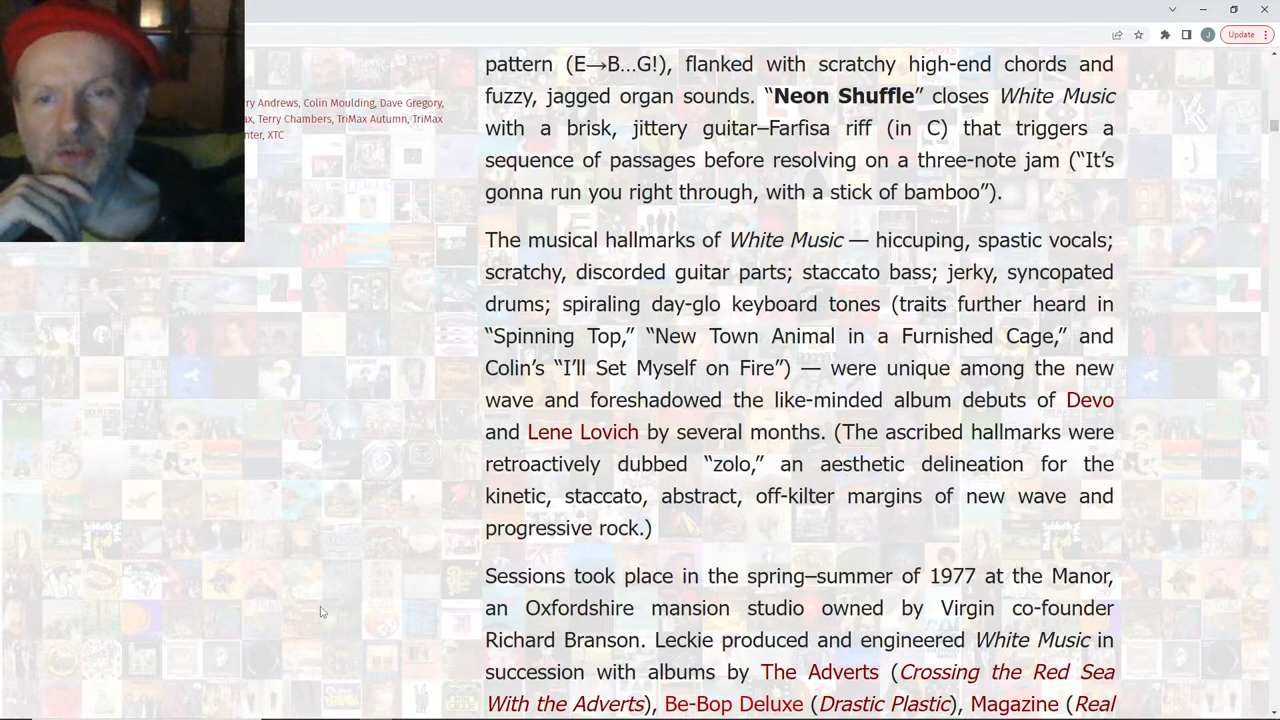 Update
pattern (E→B…G!), flanked with scratchy high-end chords and
fuzzy, jagged organ sounds. “Neon Shuffle” closes White Music
with a brisk, jittery guitar–Farfisa riff (in C) that triggers a
sequence of passages before resolving on a three-note jam (“It’s
gonna run you right through, with a stick of bamboo”).
Andrews, Colin Moulding, Dave Gregory,
Terry Chambers, TriMax Autumn, TriMax
XTC
The musical hallmarks of White Music — hiccuping, spastic vocals;
scratchy, discorded guitar parts; staccato bass; jerky, syncopated
drums; spiraling day-glo keyboard tones (traits further heard in
“Spinning Top,” “New Town Animal in a Furnished Cage,” and
Colin’s “I’ll Set Myself on Fire”) — were unique among the new
wave and foreshadowed the like-minded album debuts of Devo
and Lene Lovich by several months. (The ascribed hallmarks were
retroactively dubbed “zolo,” an aesthetic delineation for the
kinetic, staccato, abstract, off-kilter margins of new wave and
progressive rock.)
Sessions took place in the spring–summer of 1977 at the Manor,
an Oxfordshire mansion studio owned by Virgin co-founder
Richard Branson. Leckie produced and engineered White Music in
succession with albums by The Adverts (Crossing the Red Sea
With the Adverts), Be-Bop Deluxe (Drastic Plastic), Magazine (Real